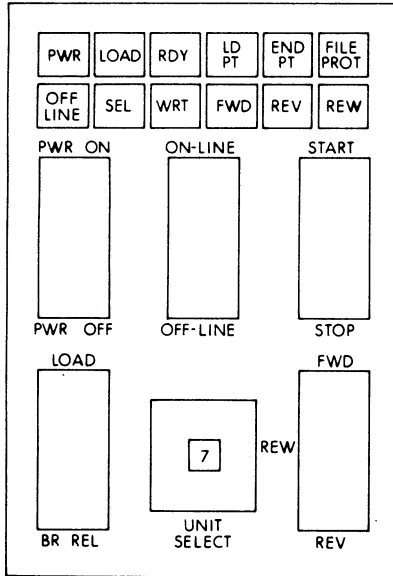 PWR LOAD RDY LD PT END PT FILE PROT
OFF LINE SEL WRT FWD REV REW
PWR ON ON-LINE START
PWR OFF OFF-LINE STOP
LOAD FWD
7 REW
BR REL UNIT SELECT REV